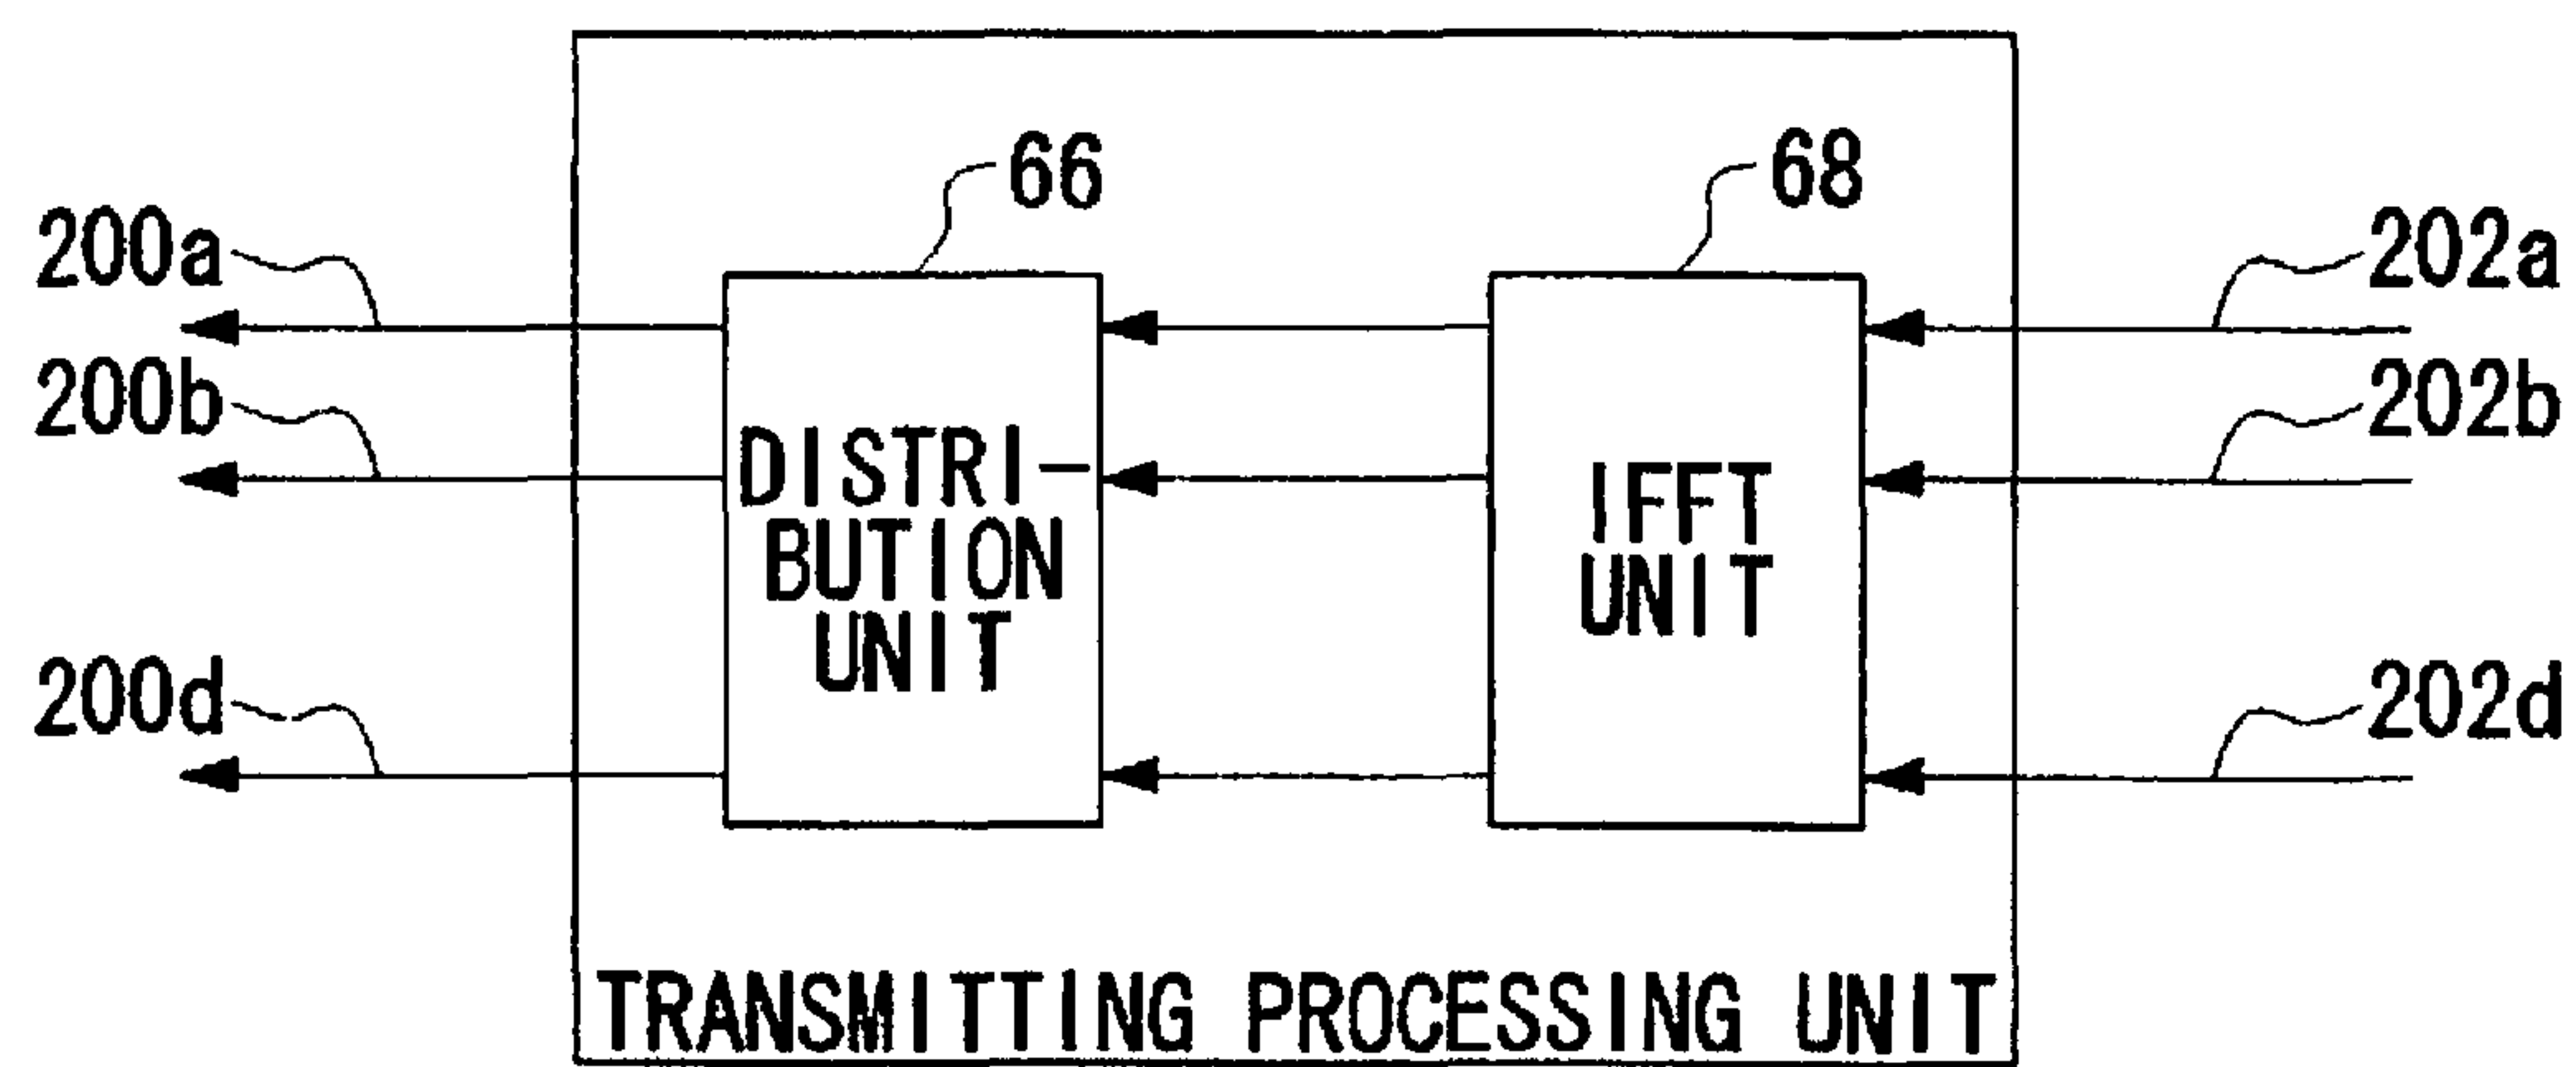 66
68
200a
202a
200b
202b
DISTRI-
BUTION
UNIT
IFFT
UNIT
200d
202d
TRANSMITTING PROCESSING UNIT